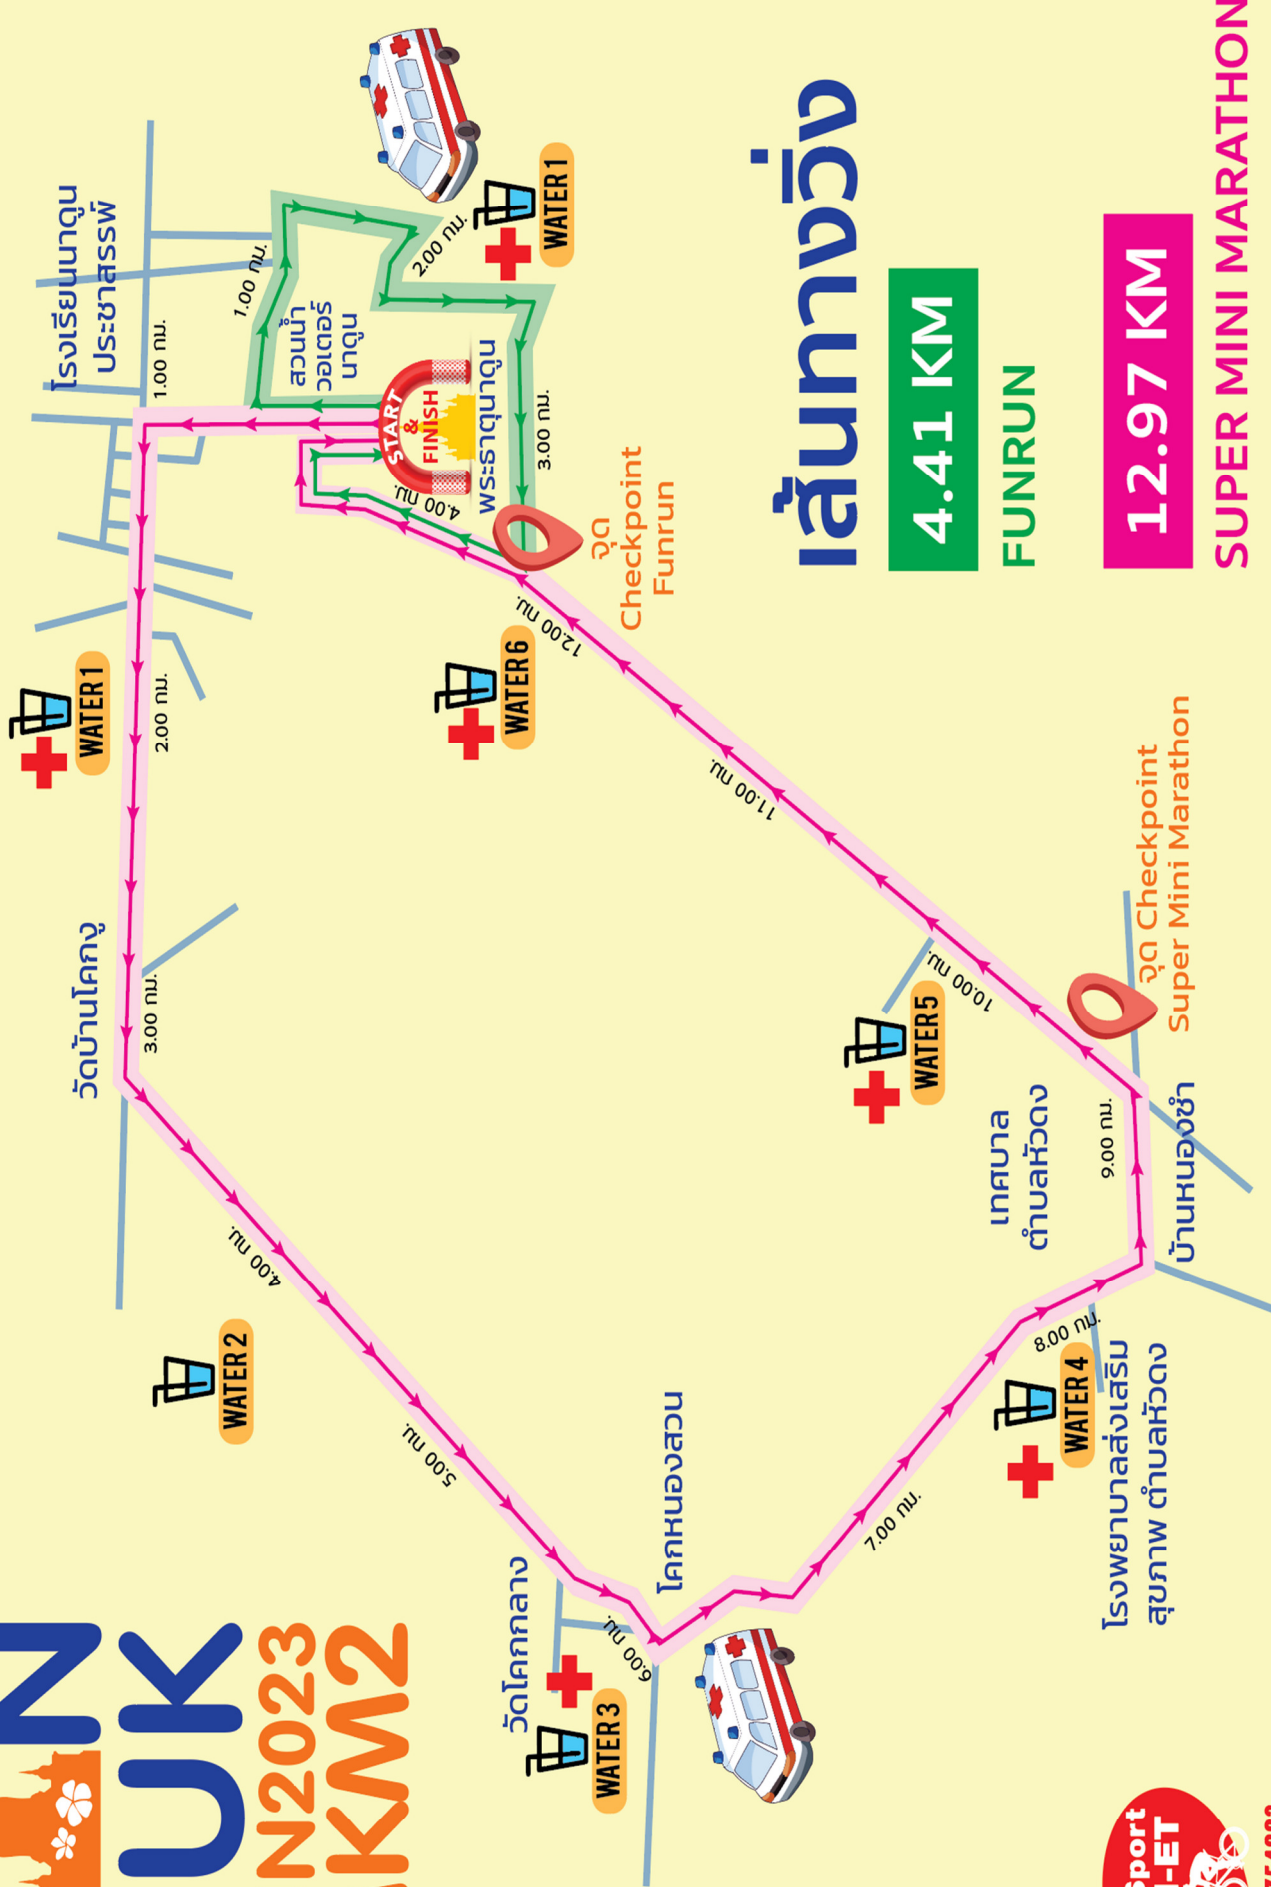 N
UK
N2023
KM2
โรงเรียนนาดูน
ประชาสรรพ์
1.00 กม.
2.00 กม.
3.00 กม.
4.00 กม.
5.00 กม.
6.00 กม.
7.00 กม.
8.00 กม.
9.00 กม.
10.00 กม.
11.00 กม.
12.00 กม.
WATER 1
วัดบ้านโคกงู
WATER 2
วัดโคกกลาง
WATER 3
โคกหนองสวน
WATER 4
โรงพยาบาลส่งเสริม
สุขภาพ ตำบลหัวดง
เทศบาล
ตำบลหัวดง
บ้านหนองซำ
จุด Checkpoint
Super Mini Marathon
WATER 5
WATER 6
สวนน้ำ
วอเตอร์
นาดูน
START
&
FINISH
พระธาตุนาดูน
1.00 กม.
2.00 กม.
3.00 กม.
4.00 กม.
WATER 1
จุด
Checkpoint
Funrun
เส้นทางวิ่ง
4.41 KM
FUNRUN
12.97 KM
SUPER MINI MARATHON